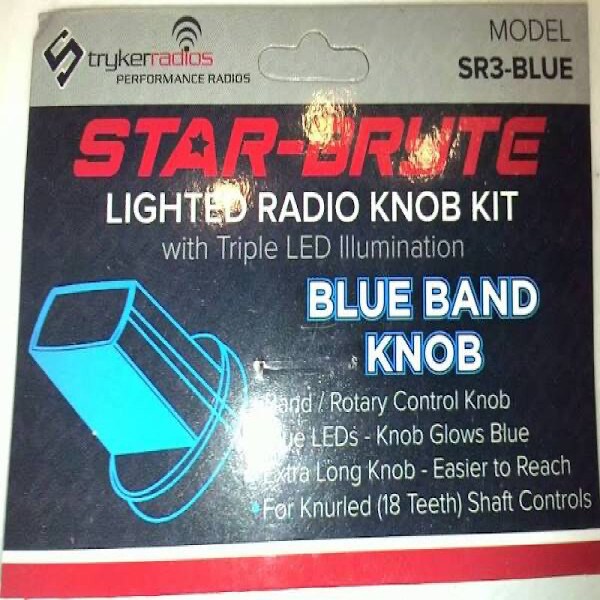 trykerradios
PERFORMANCE RADIOS
MODEL
SR3-BLUE
STAR-BRUTE
LIGHTED RADIO KNOB KIT
with Triple LED Illumination
BLUE BAND
KNOB
Band / Rotary Control Knob
Blue LEDs - Knob Glows Blue
Extra Long Knob - Easier to Reach
For Knurled (18 Teeth) Shaft Controls